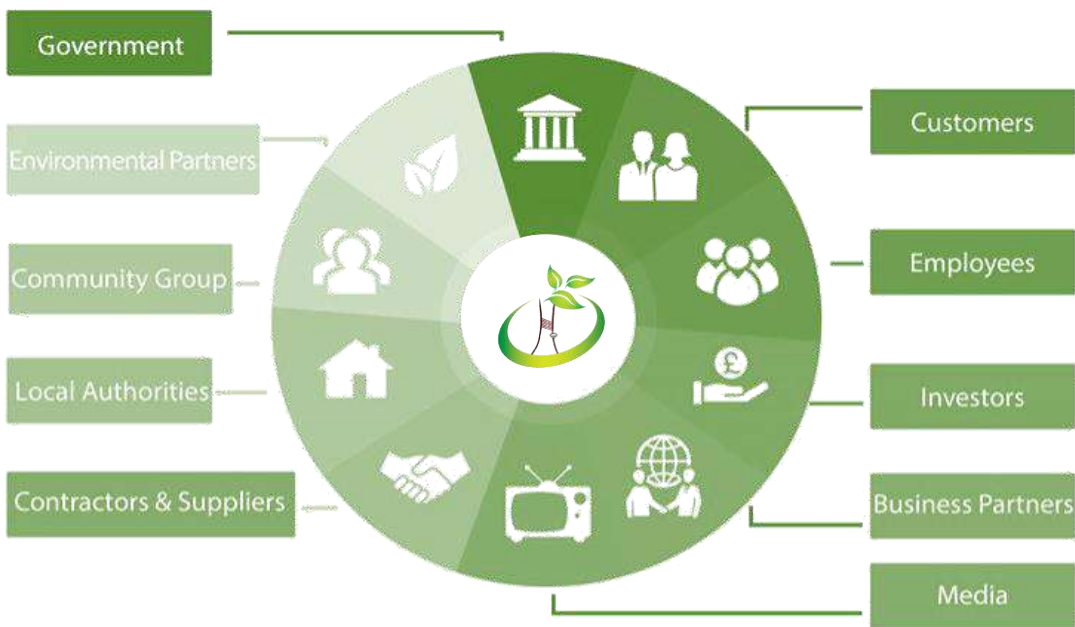 Government
Customers
Environmental Partners
Employees
Community Group
Local Authorities
£
Investors
Contractors & Suppliers
Business Partners
Media